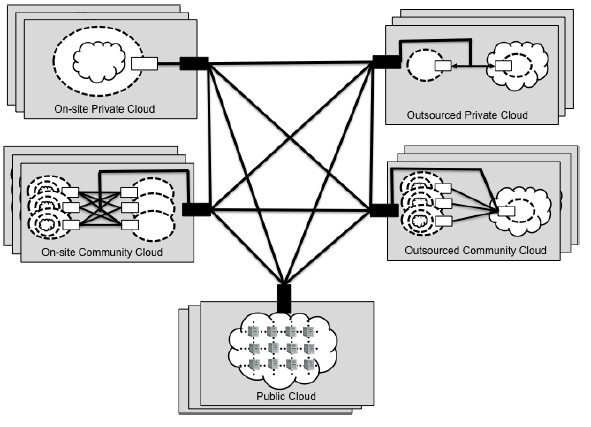 On-site Private Cloud
Outsourced Private Cloud
On-site Community Cloud
Outsourced Community Cloud
Public Cloud